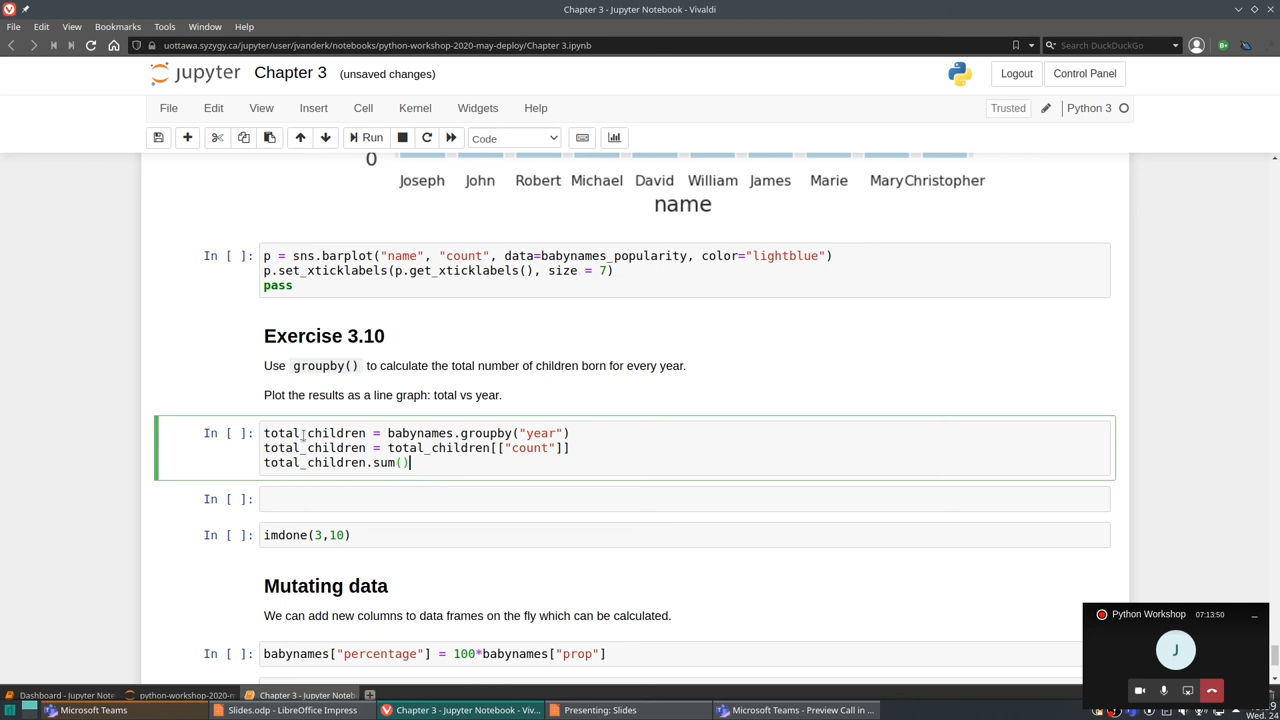 Chapter 3 - Jupyter Notebook - Vivaldi
File Edit View Bookmarks Tools Window Help
uottawa.syzygy.ca/jupyter/user/jvanderk/notebooks/python-workshop-2020-may-deploy/Chapter 3.ipynb
Search DuckDuckGo
jupyter Chapter 3 (unsaved changes)
Logout Control Panel
File Edit View Insert Cell Kernel Widgets Help
Trusted Python 3
Run Code
0
Joseph John Robert Michael David William James Marie Mary Christopher
name
In [ ]: p = sns.barplot("name", "count", data=babynames_popularity, color="lightblue")
p.set_xticklabels(p.get_xticklabels(), size = 7)
pass
Exercise 3.10
Use groupby() to calculate the total number of children born for every year.
Plot the results as a line graph: total vs year.
In [ ]: total_children = babynames.groupby("year")
total_children = total_children[["count"]]
total_children.sum()
In [ ]:
In [ ]: imdone(3,10)
Mutating data
We can add new columns to data frames on the fly which can be calculated.
In [ ]: babynames["percentage"] = 100*babynames["prop"]
Python Workshop 07:13:50
J
Dashboard - Jupyter Note python-workshop-2020-m Chapter 3 - Jupyter Noteb
Microsoft Teams Slides.odp - LibreOffice Impress Chapter 3 - Jupyter Notebook - Viv... Presenting: Slides Microsoft Teams - Preview Call in ...
Wed. 24